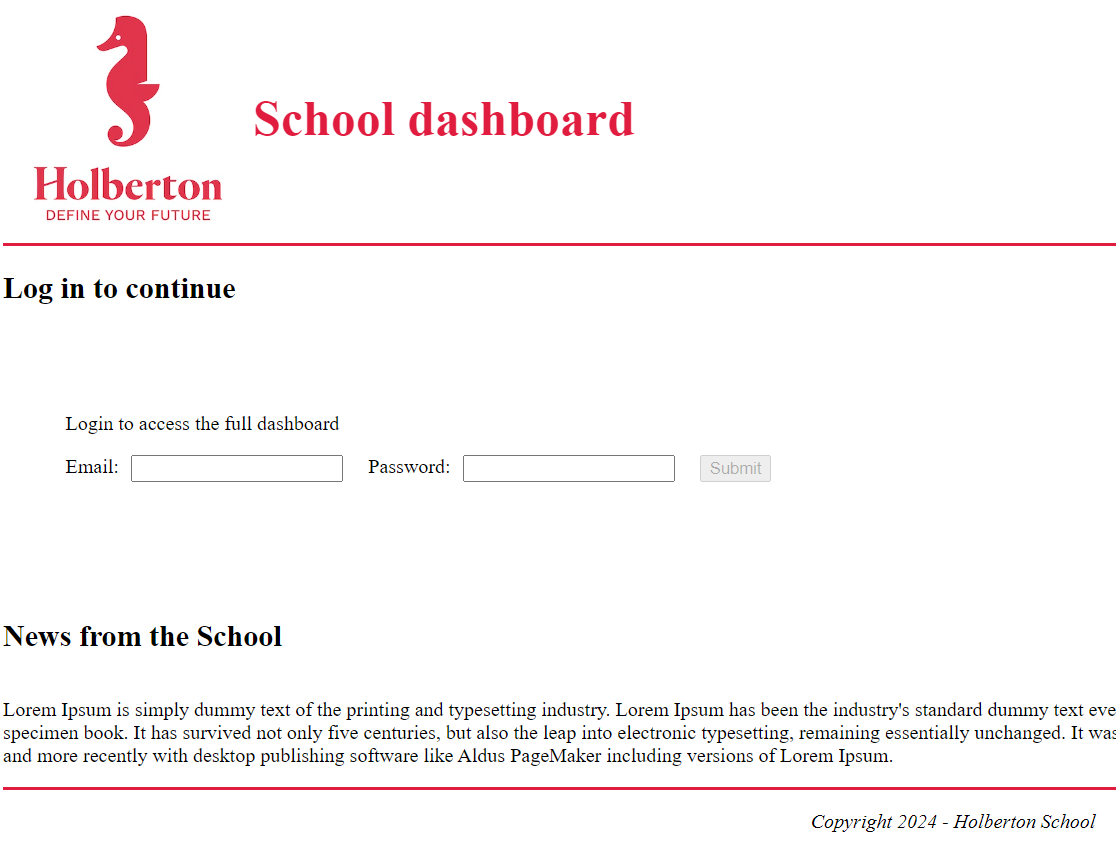 Holberton
DEFINE YOUR FUTURE
School dashboard
Log in to continue
Login to access the full dashboard
Email: Password: Submit
News from the School
Lorem Ipsum is simply dummy text of the printing and typesetting industry. Lorem Ipsum has been the industry's standard dummy text eve
specimen book. It has survived not only five centuries, but also the leap into electronic typesetting, remaining essentially unchanged. It was
and more recently with desktop publishing software like Aldus PageMaker including versions of Lorem Ipsum.
Copyright 2024 - Holberton School